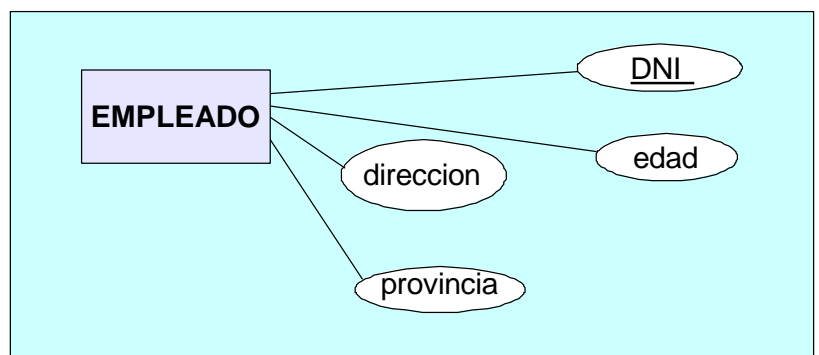 DNI
EMPLEADO
edad
direccion
provincia